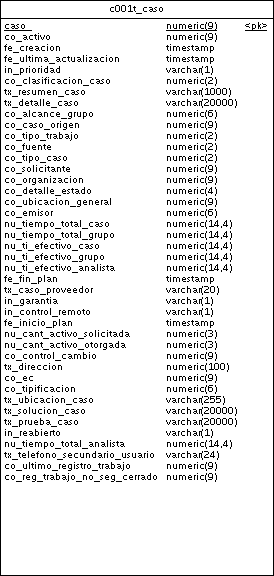 c001t_caso
caso numeric(9) <pk>
co_activo numeric(9)
fe_creacion timestamp
fe_ultima_actualizacion timestamp
in_prioridad varchar(1)
co_clasificacion_caso numeric(2)
tx_resumen_caso varchar(1000)
tx_detalle_caso varchar(20000)
co_alcance_grupo numeric(6)
co_caso_origen numeric(9)
co_tipo_trabajo numeric(2)
co_fuente numeric(2)
co_tipo_caso numeric(2)
co_solicitante numeric(9)
co_organizacion numeric(9)
co_detalle_estado numeric(4)
co_ubicacion_general numeric(9)
co_emisor numeric(6)
nu_tiempo_total_caso numeric(14,4)
nu_tiempo_total_grupo numeric(14,4)
nu_ti_efectivo_caso numeric(14,4)
nu_ti_efectivo_grupo numeric(14,4)
nu_ti_efectivo_analista numeric(14,4)
fe_fin_plan timestamp
tx_caso_proveedor varchar(20)
in_garantia varchar(1)
in_control_remoto varchar(1)
fe_inicio_plan timestamp
nu_cant_activo_solicitada numeric(3)
nu_cant_activo_otorgada numeric(3)
co_control_cambio numeric(9)
tx_direccion numeric(100)
co_ec numeric(9)
co_tipificacion numeric(6)
tx_ubicacion_caso varchar(255)
tx_solucion_caso varchar(20000)
tx_prueba_caso varchar(20000)
in_reabierto varchar(1)
nu_tiempo_total_analista numeric(14,4)
tx_telefono_secundario_usuario varchar(24)
co_ultimo_registro_trabajo numeric(9)
co_reg_trabajo_no_seg_cerrado numeric(9)